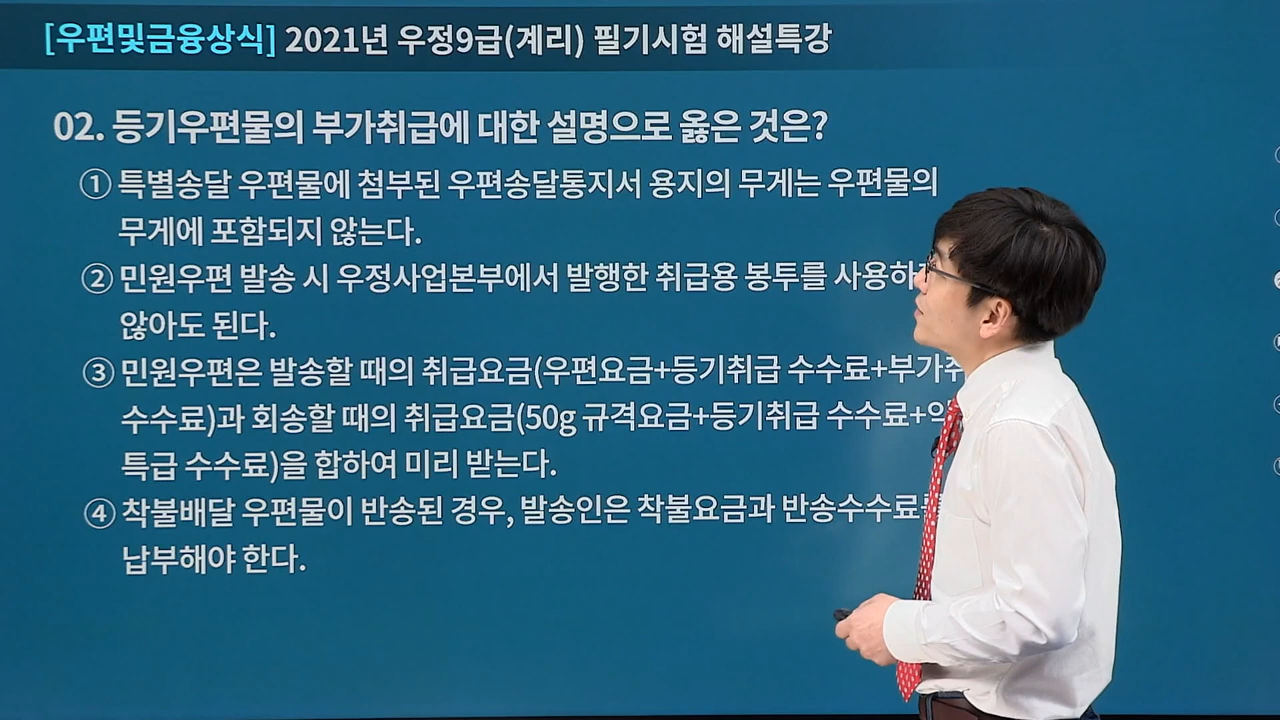 [우편및금융상식] 2021년 우정9급(계리) 필기시험 해설특강
02. 등기우편물의 부가취급에 대한 설명으로 옳은 것은?
① 특별송달 우편물에 첨부된 우편송달통지서 용지의 무게는 우편물의
무게에 포함되지 않는다.
② 민원우편 발송 시 우정사업본부에서 발행한 취급용 봉투를 사용하
않아도 된다.
③ 민원우편은 발송할 때의 취급요금(우편요금+등기취급 수수료+부가
수수료)과 회송할 때의 취급요금(50g 규격요금+등기취급 수수료+
특급 수수료)을 합하여 미리 받는다.
④ 착불배달 우편물이 반송된 경우, 발송인은 착불요금과 반송수수료
납부해야 한다.